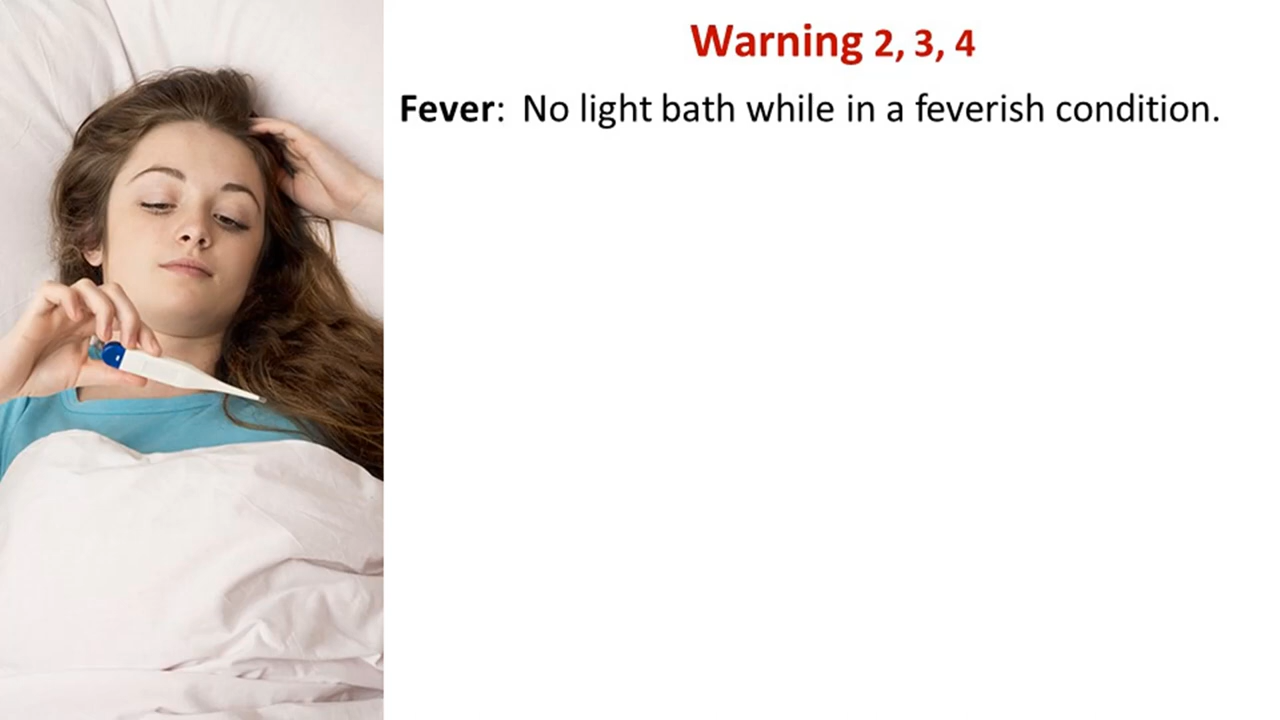 Warning 2, 3, 4
Fever: No light bath while in a feverish condition.